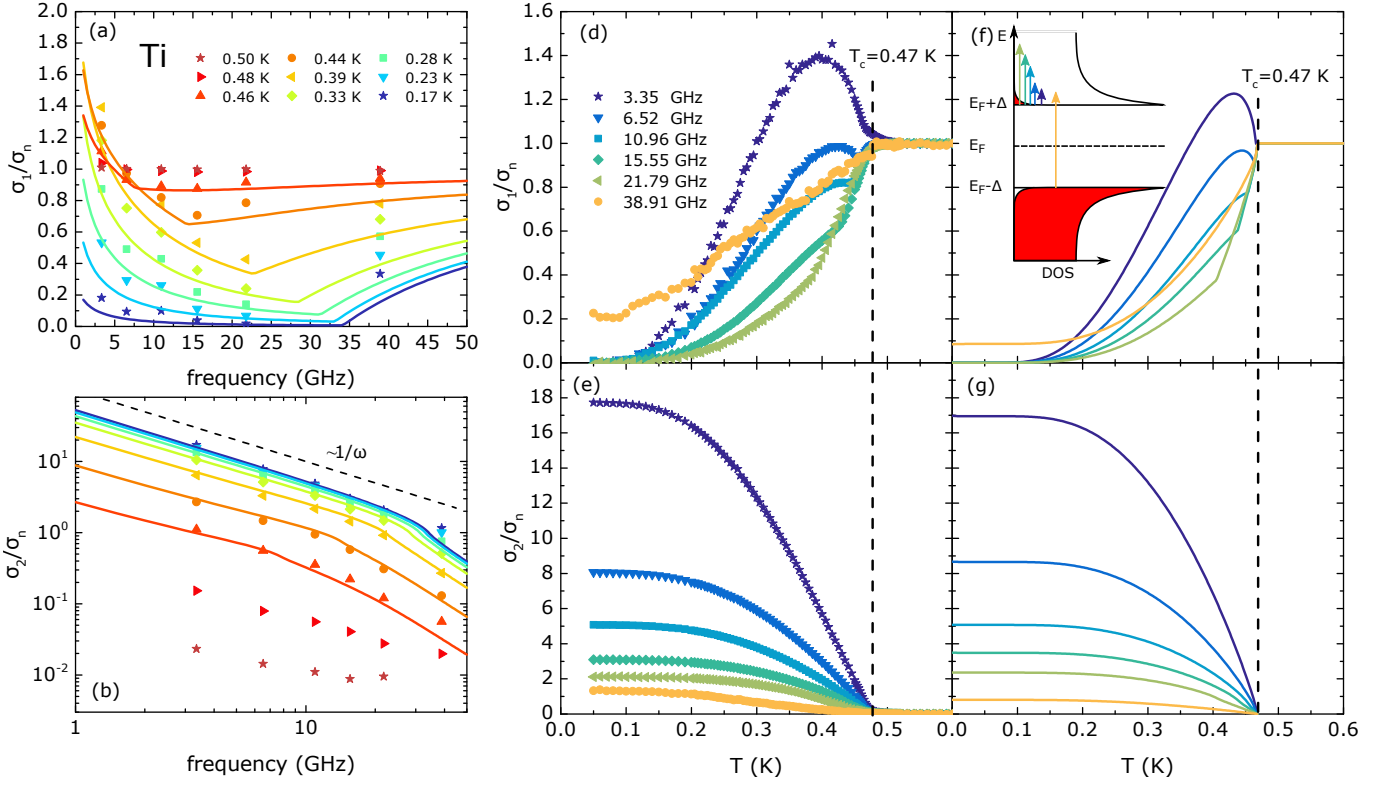 (a)
Ti
0.50 K
0.44 K
0.28 K
0.48 K
0.39 K
0.23 K
0.46 K
0.33 K
0.17 K
2.0
1.8
1.6
1.4
1.2
1.0
0.8
0.6
0.4
0.2
0.0
σ₁/σₙ
0 5 10 15 20 25 30 35 40 45 50
frequency (GHz)
(b)
~1/ω
10¹
10⁰
10⁻¹
10⁻²
σ₂/σₙ
1 10
frequency (GHz)
(d)
T_c=0.47 K
3.35 GHz
6.52 GHz
10.96 GHz
15.55 GHz
21.79 GHz
38.91 GHz
1.6
1.4
1.2
1.0
0.8
0.6
0.4
0.2
0.0
σ₁/σₙ
(e)
18
16
14
12
10
8
6
4
2
0
σ₂/σₙ
0.0 0.1 0.2 0.3 0.4 0.5 0.0
T (K)
(f)
E
E_F+Δ
E_F
E_F-Δ
DOS
T_c=0.47 K
(g)
0.1 0.2 0.3 0.4 0.5 0.6
T (K)